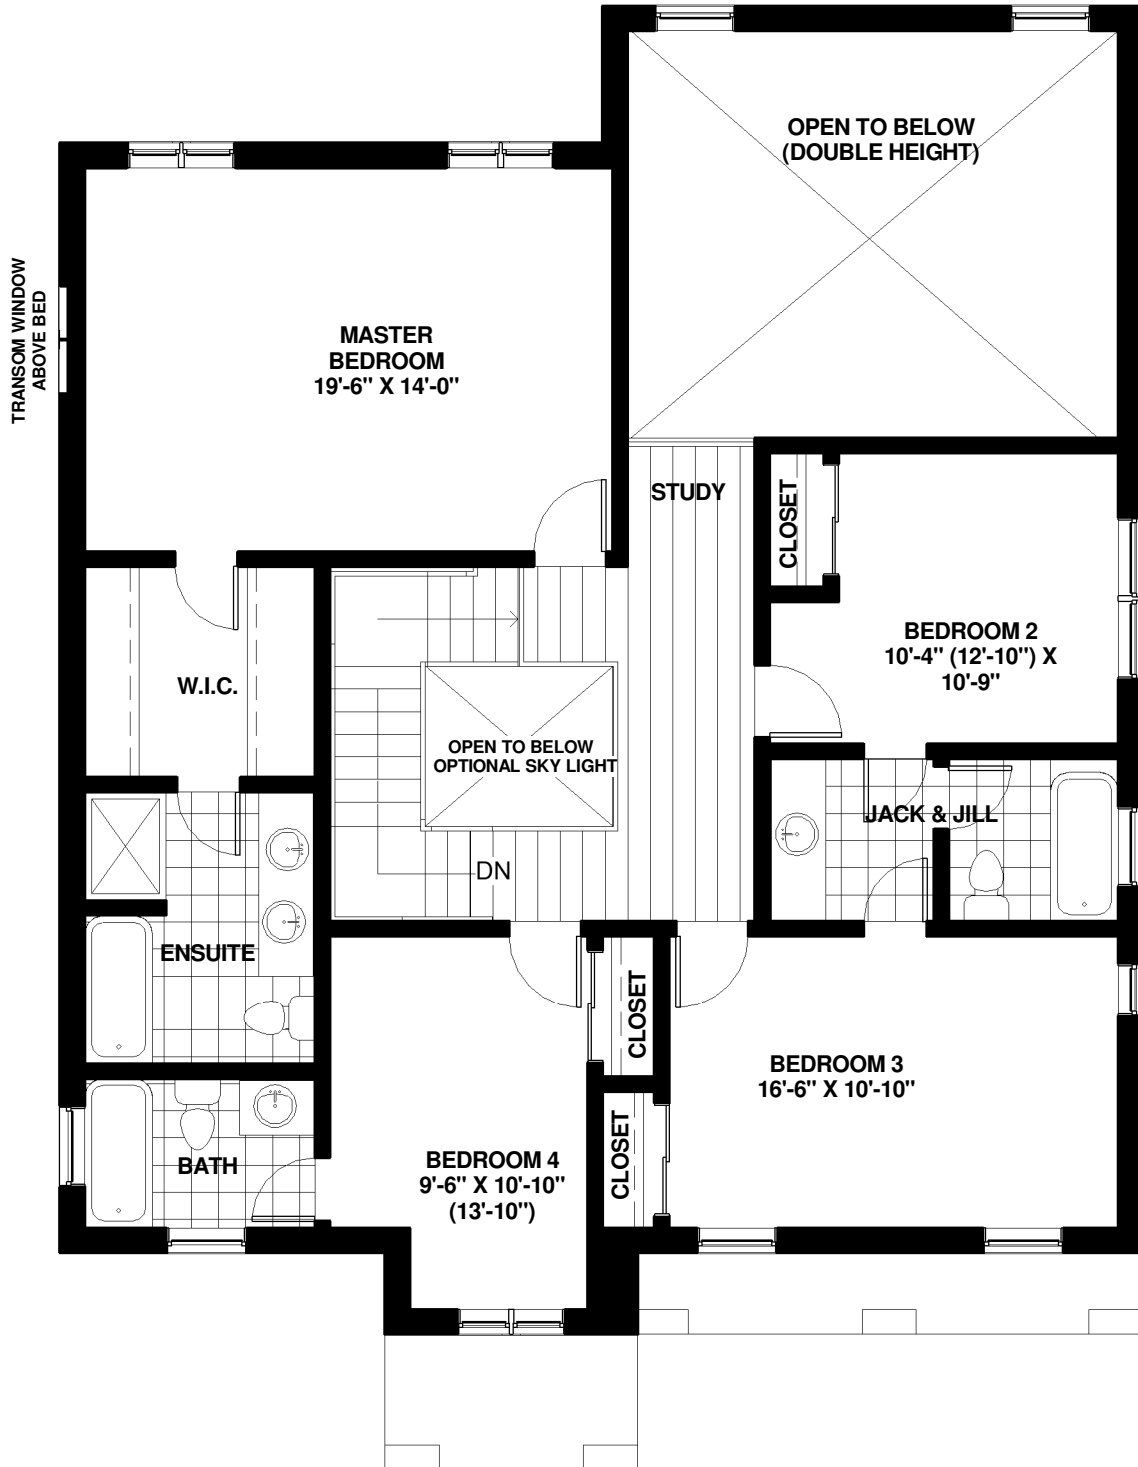 OPEN TO BELOW
(DOUBLE HEIGHT)
TRANSOM WINDOW
ABOVE BED
MASTER
BEDROOM
19'-6" X 14'-0"
STUDY
CLOSET
BEDROOM 2
10'-4" (12'-10") X
10'-9"
W.I.C.
OPEN TO BELOW
OPTIONAL SKY LIGHT
JACK & JILL
DN
ENSUITE
CLOSET
BEDROOM 3
16'-6" X 10'-10"
CLOSET
BATH
BEDROOM 4
9'-6" X 10'-10"
(13'-10")